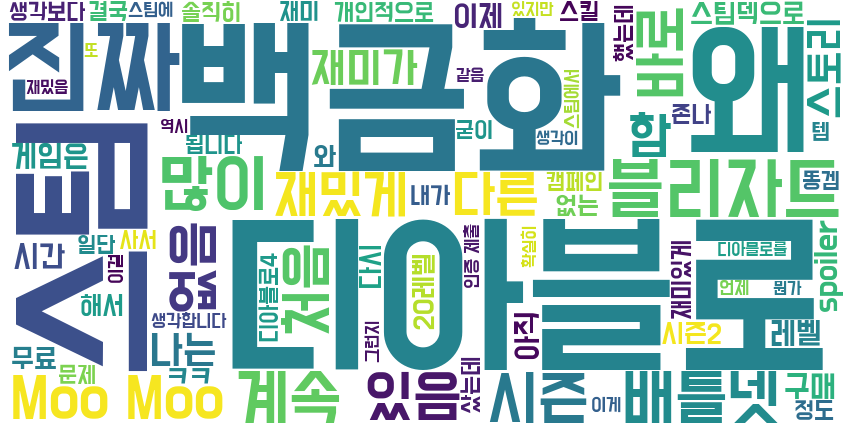 생각보다 결국 스팀에 솔직히 재미 개인적으로 이제 있지만 스킬 스팀덱으로
진짜 백금화 왜
또 재미가 같음 했는데 바로 스토리
재밌음 스팀에서
역시 됩니다 굳이 생각이 함 존나 템
스팀 게임은 많이 와 재밌게 내가 다른 캠페인 없는 블리자드 똥겜
시간 일단 사서 없음 디아블로 처음 다시 인증 제출 확실히 디아블로를 spoiler
이권 디아블로4 20레벨 재미있게 언제 뭔가
해서 생각합니다 그런지 아직 시즌2 레벨
무료 문제 나는 ㅋㅋ
Moo Moo 계속 있음 샀는데 시즌 이게 배틀넷 구매 정도